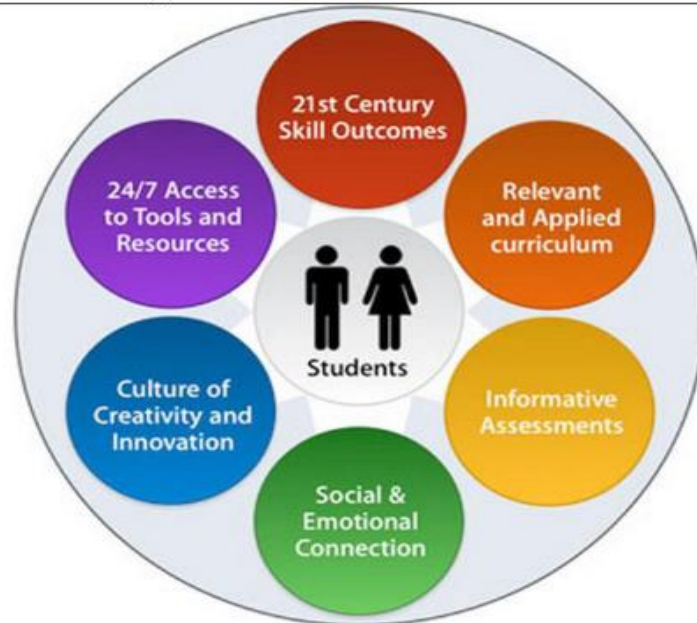 21st Century
Skill Outcomes
Relevant
and Applied
curriculum
Informative
Assessments
Social &
Emotional
Connection
Culture of
Creativity and
Innovation
24/7 Access
to Tools and
Resources
Students